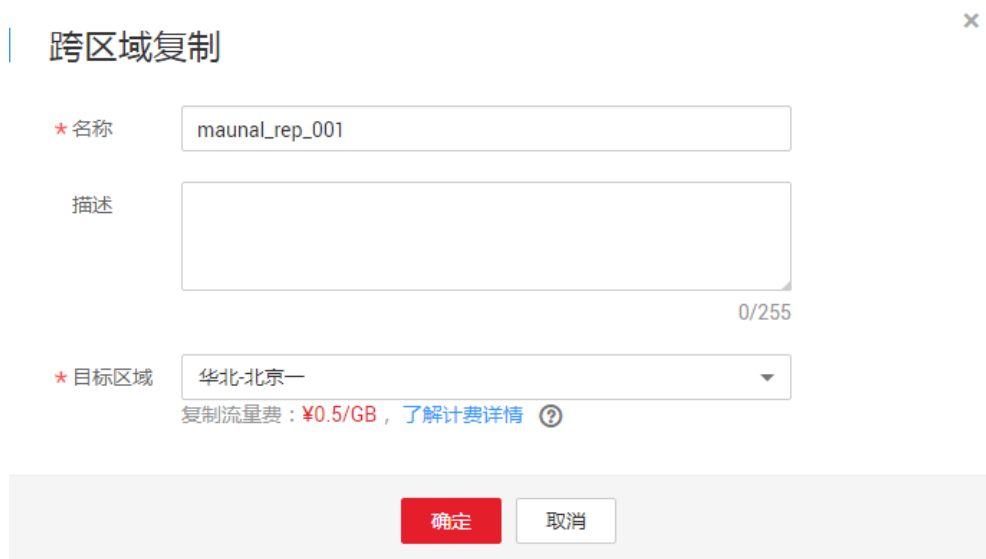 跨区域复制
* 名称 maunal_rep_001
描述
0/255
* 目标区域 华北-北京一
复制流量费：¥0.5/GB，了解计费详情 ?
确定 取消